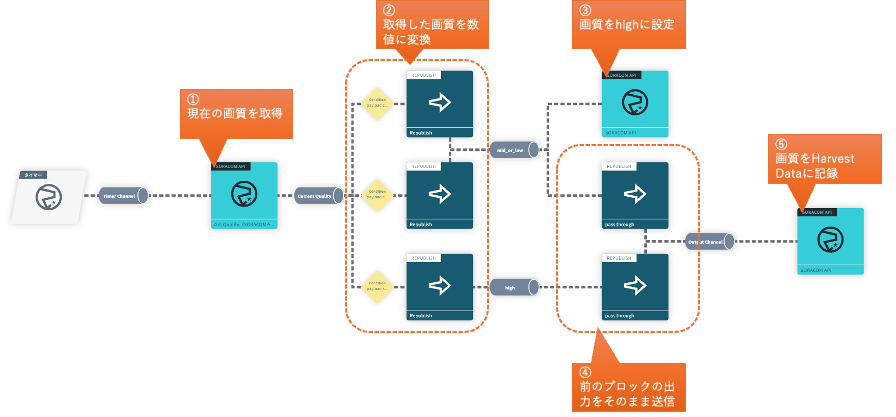 ②
取得した画質を数
値に変換
③
画質をhighに設定
①
現在の画質を取得
⑤
画質をHarvest
Dataに記録
タイマー
Timer Channel
SORACOM API
Current Quality
Condition
payload.c...
REPUBLISH
Republish
Condition
payload.c...
REPUBLISH
Republish
Condition
payload.c...
REPUBLISH
Republish
mid_or_low
high
SORACOM API
SORACOM API
REPUBLISH
pass through
REPUBLISH
pass through
Output Channel
SORACOM API
SORACOM API
④
前のブロックの出
力をそのまま送信